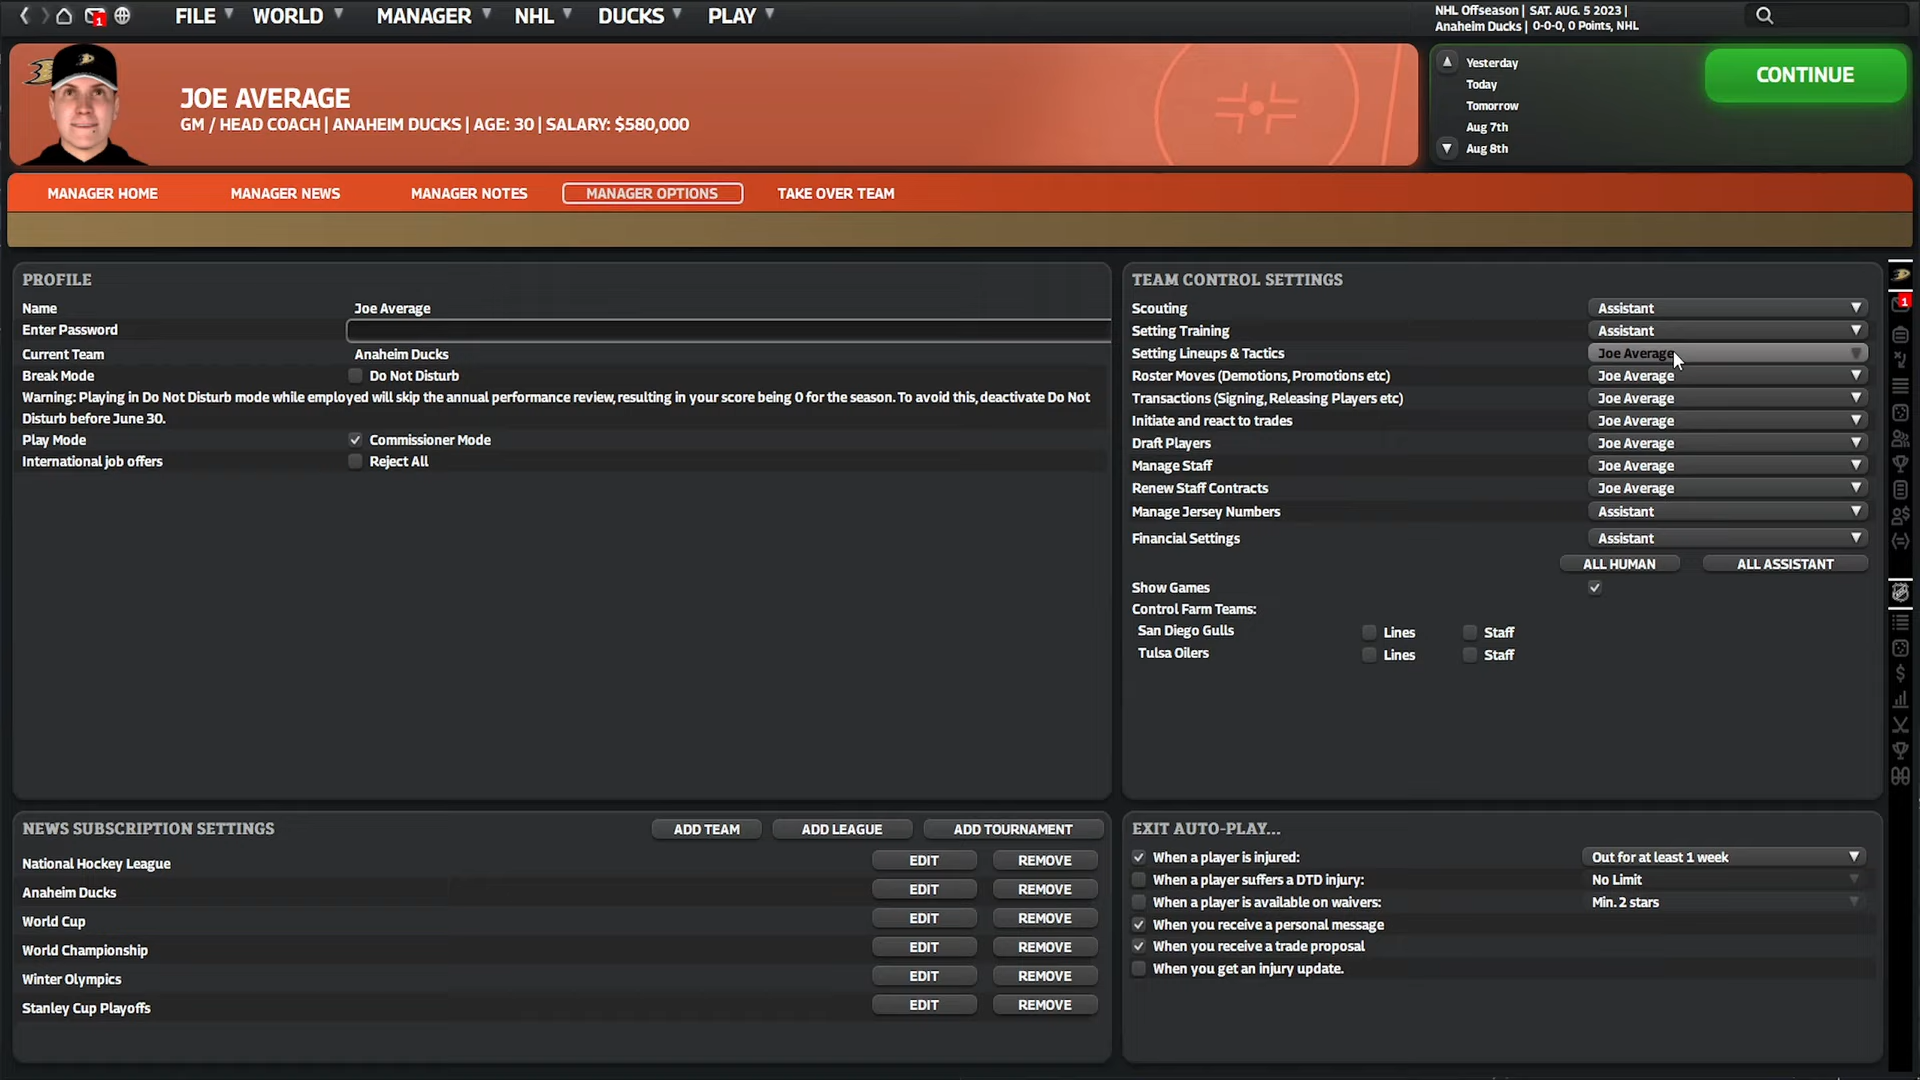 1
FILE
WORLD
MANAGER
NHL
DUCKS
PLAY
NHL Offseason | SAT. AUG. 5 2023 |
Anaheim Ducks | 0-0-0, 0 Points, NHL
JOE AVERAGE
GM / HEAD COACH | ANAHEIM DUCKS | AGE: 30 | SALARY: $580,000
Yesterday
Today
Tomorrow
Aug 7th
Aug 8th
CONTINUE
MANAGER HOME
MANAGER NEWS
MANAGER NOTES
MANAGER OPTIONS
TAKE OVER TEAM
PROFILE
Name Joe Average
Enter Password
Current Team Anaheim Ducks
Break Mode Do Not Disturb
Warning: Playing in Do Not Disturb mode while employed will skip the annual performance review, resulting in your score being 0 for the season. To avoid this, deactivate Do Not
Disturb before June 30.
Play Mode Commissioner Mode
International job offers Reject All
TEAM CONTROL SETTINGS
Scouting Assistant
Setting Training Assistant
Setting Lineups & Tactics Joe Average
Roster Moves (Demotions, Promotions etc) Joe Average
Transactions (Signing, Releasing Players etc) Joe Average
Initiate and react to trades Joe Average
Draft Players Joe Average
Manage Staff Joe Average
Renew Staff Contracts Joe Average
Manage Jersey Numbers Assistant
Financial Settings Assistant
ALL HUMAN ALL ASSISTANT
Show Games
Control Farm Teams:
San Diego Gulls Lines Staff
Tulsa Oilers Lines Staff
1
NEWS SUBSCRIPTION SETTINGS ADD TEAM ADD LEAGUE ADD TOURNAMENT
National Hockey League EDIT REMOVE
Anaheim Ducks EDIT REMOVE
World Cup EDIT REMOVE
World Championship EDIT REMOVE
Winter Olympics EDIT REMOVE
Stanley Cup Playoffs EDIT REMOVE
EXIT AUTO-PLAY...
When a player is injured: Out for at least 1 week
When a player suffers a DTD injury: No Limit
When a player is available on waivers: Min. 2 stars
When you receive a personal message
When you receive a trade proposal
When you get an injury update.